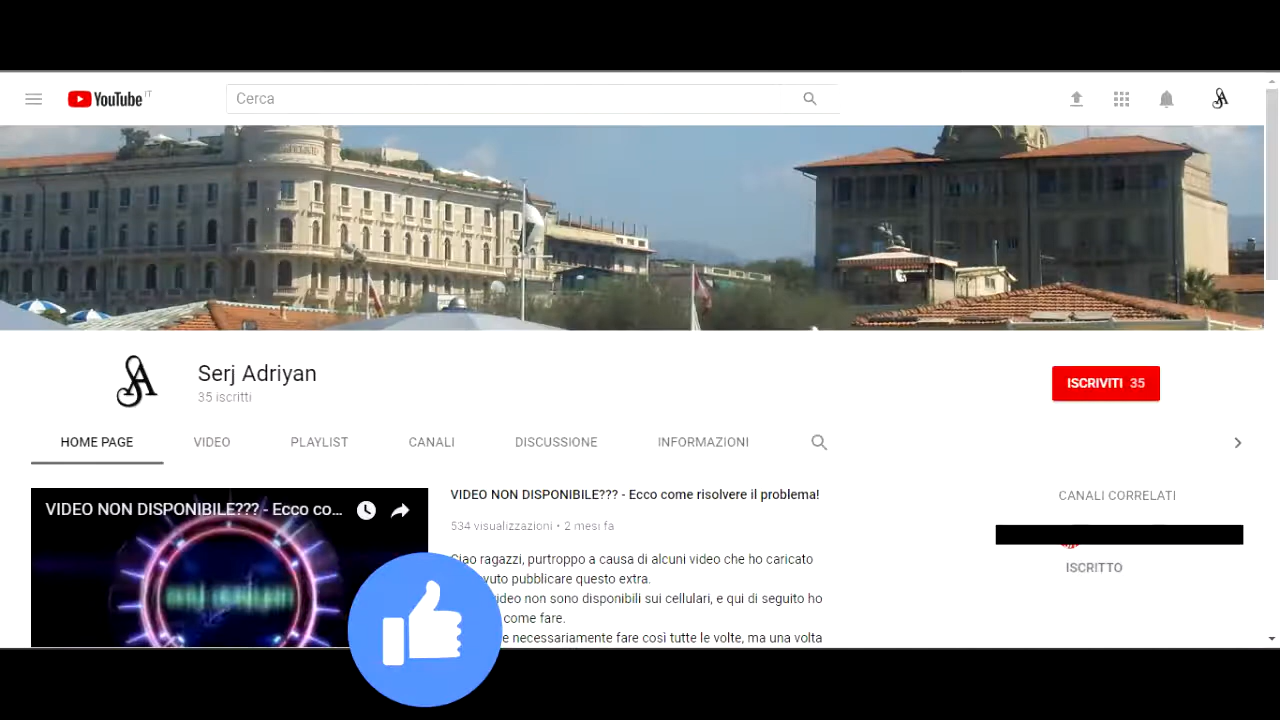 YouTube IT
Cerca
Serj Adriyan
35 iscritti
ISCRIVITI 35
HOME PAGE VIDEO PLAYLIST CANALI DISCUSSIONE INFORMAZIONI
VIDEO NON DISPONIBILE??? - Ecco co...
VIDEO NON DISPONIBILE??? - Ecco come risolvere il problema!
534 visualizzazioni • 2 mesi fa
Ciao ragazzi, purtroppo a causa di alcuni video che ho caricato
pubblicare questo extra.
non sono disponibili sui cellulari, e qui di seguito ho
come fare.
necessariamente fare così tutte le volte, ma una volta
CANALI CORRELATI
ISCRITTO